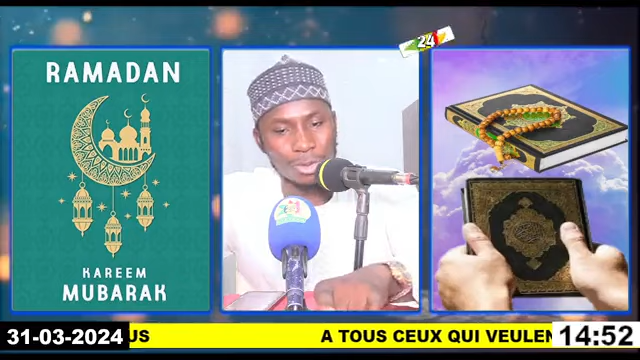 24
RAMADAN
KAREEM
MUBARAK
31-03-2024
US
A TOUS CEUX QUI VEULEN
14:52